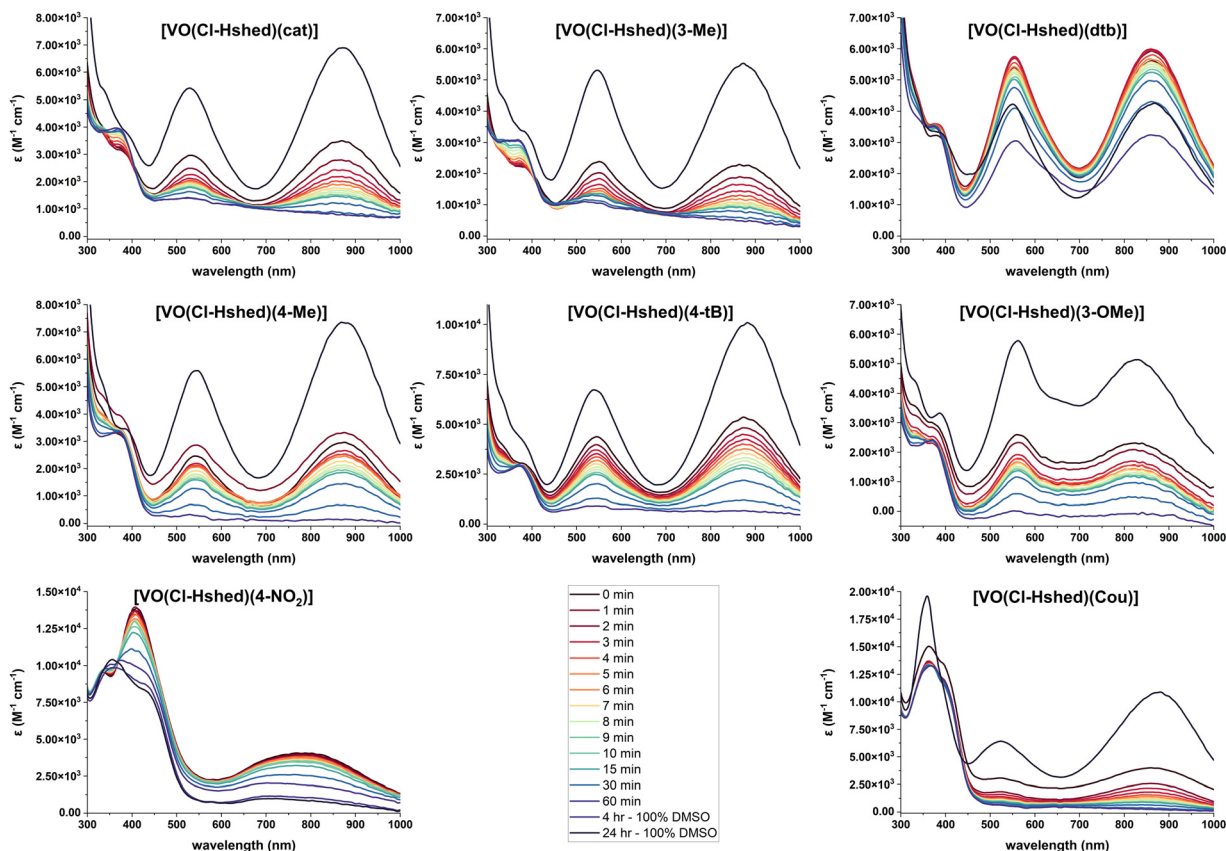 [VO(Cl-Hshed)(cat)]
8.00×10³
7.00×10³
6.00×10³
5.00×10³
4.00×10³
3.00×10³
2.00×10³
1.00×10³
0.00
ε (M⁻¹ cm⁻¹)
300 400 500 600 700 800 900 1000
wavelength (nm)
[VO(Cl-Hshed)(3-Me)]
8.00×10³
7.00×10³
6.00×10³
5.00×10³
4.00×10³
3.00×10³
2.00×10³
1.00×10³
0.00
ε (M⁻¹ cm⁻¹)
300 400 500 600 700 800 900 1000
wavelength (nm)
[VO(Cl-Hshed)(dtb)]
7.00×10³
6.00×10³
5.00×10³
4.00×10³
3.00×10³
2.00×10³
1.00×10³
0.00
ε (M⁻¹ cm⁻¹)
300 400 500 600 700 800 900 1000
wavelength (nm)
[VO(Cl-Hshed)(4-Me)]
8.00×10³
7.00×10³
6.00×10³
5.00×10³
4.00×10³
3.00×10³
2.00×10³
1.00×10³
0.00
ε (M⁻¹ cm⁻¹)
300 400 500 600 700 800 900 1000
wavelength (nm)
[VO(Cl-Hshed)(4-tB)]
1.00×10⁴
7.50×10³
5.00×10³
2.50×10³
0.00
ε (M⁻¹ cm⁻¹)
300 400 500 600 700 800 900 1000
wavelength (nm)
[VO(Cl-Hshed)(3-OMe)]
7.00×10³
6.00×10³
5.00×10³
4.00×10³
3.00×10³
2.00×10³
1.00×10³
0.00
ε (M⁻¹ cm⁻¹)
300 400 500 600 700 800 900 1000
wavelength (nm)
[VO(Cl-Hshed)(4-NO₂)]
1.50×10⁴
1.25×10⁴
1.00×10⁴
7.50×10³
5.00×10³
2.50×10³
0.00
ε (M⁻¹ cm⁻¹)
300 400 500 600 700 800 900 1000
wavelength (nm)
0 min
1 min
2 min
3 min
4 min
5 min
6 min
7 min
8 min
9 min
10 min
15 min
30 min
60 min
4 hr - 100% DMSO
24 hr - 100% DMSO
[VO(Cl-Hshed)(Cou)]
2.00×10⁴
1.75×10⁴
1.50×10⁴
1.25×10⁴
1.00×10⁴
7.50×10³
5.00×10³
2.50×10³
0.00
ε (M⁻¹ cm⁻¹)
300 400 500 600 700 800 900 1000
wavelength (nm)